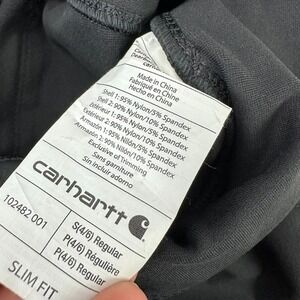 Made in China
Fabriqué en Chine
Hecho en China
Shell 1: 95% Nylon/5% Spandex
Shell 2: 90% Nylon/10% Spandex
Extérieur 1: 95% Nylon/5% Spandex
Extérieur 2: 90% Nylon/10% Spandex
Armazón 1: 95% Nilón/5% Spandex
Armazón 2: 90% Nilón/10% Spandex
Exclusive of Trimming
Sans garniture
Sin incluir adorno
carhartt
102482 001
S(4/6) Regular
P(4/6) Régulière
P(4/6) Regular
SLIM FIT